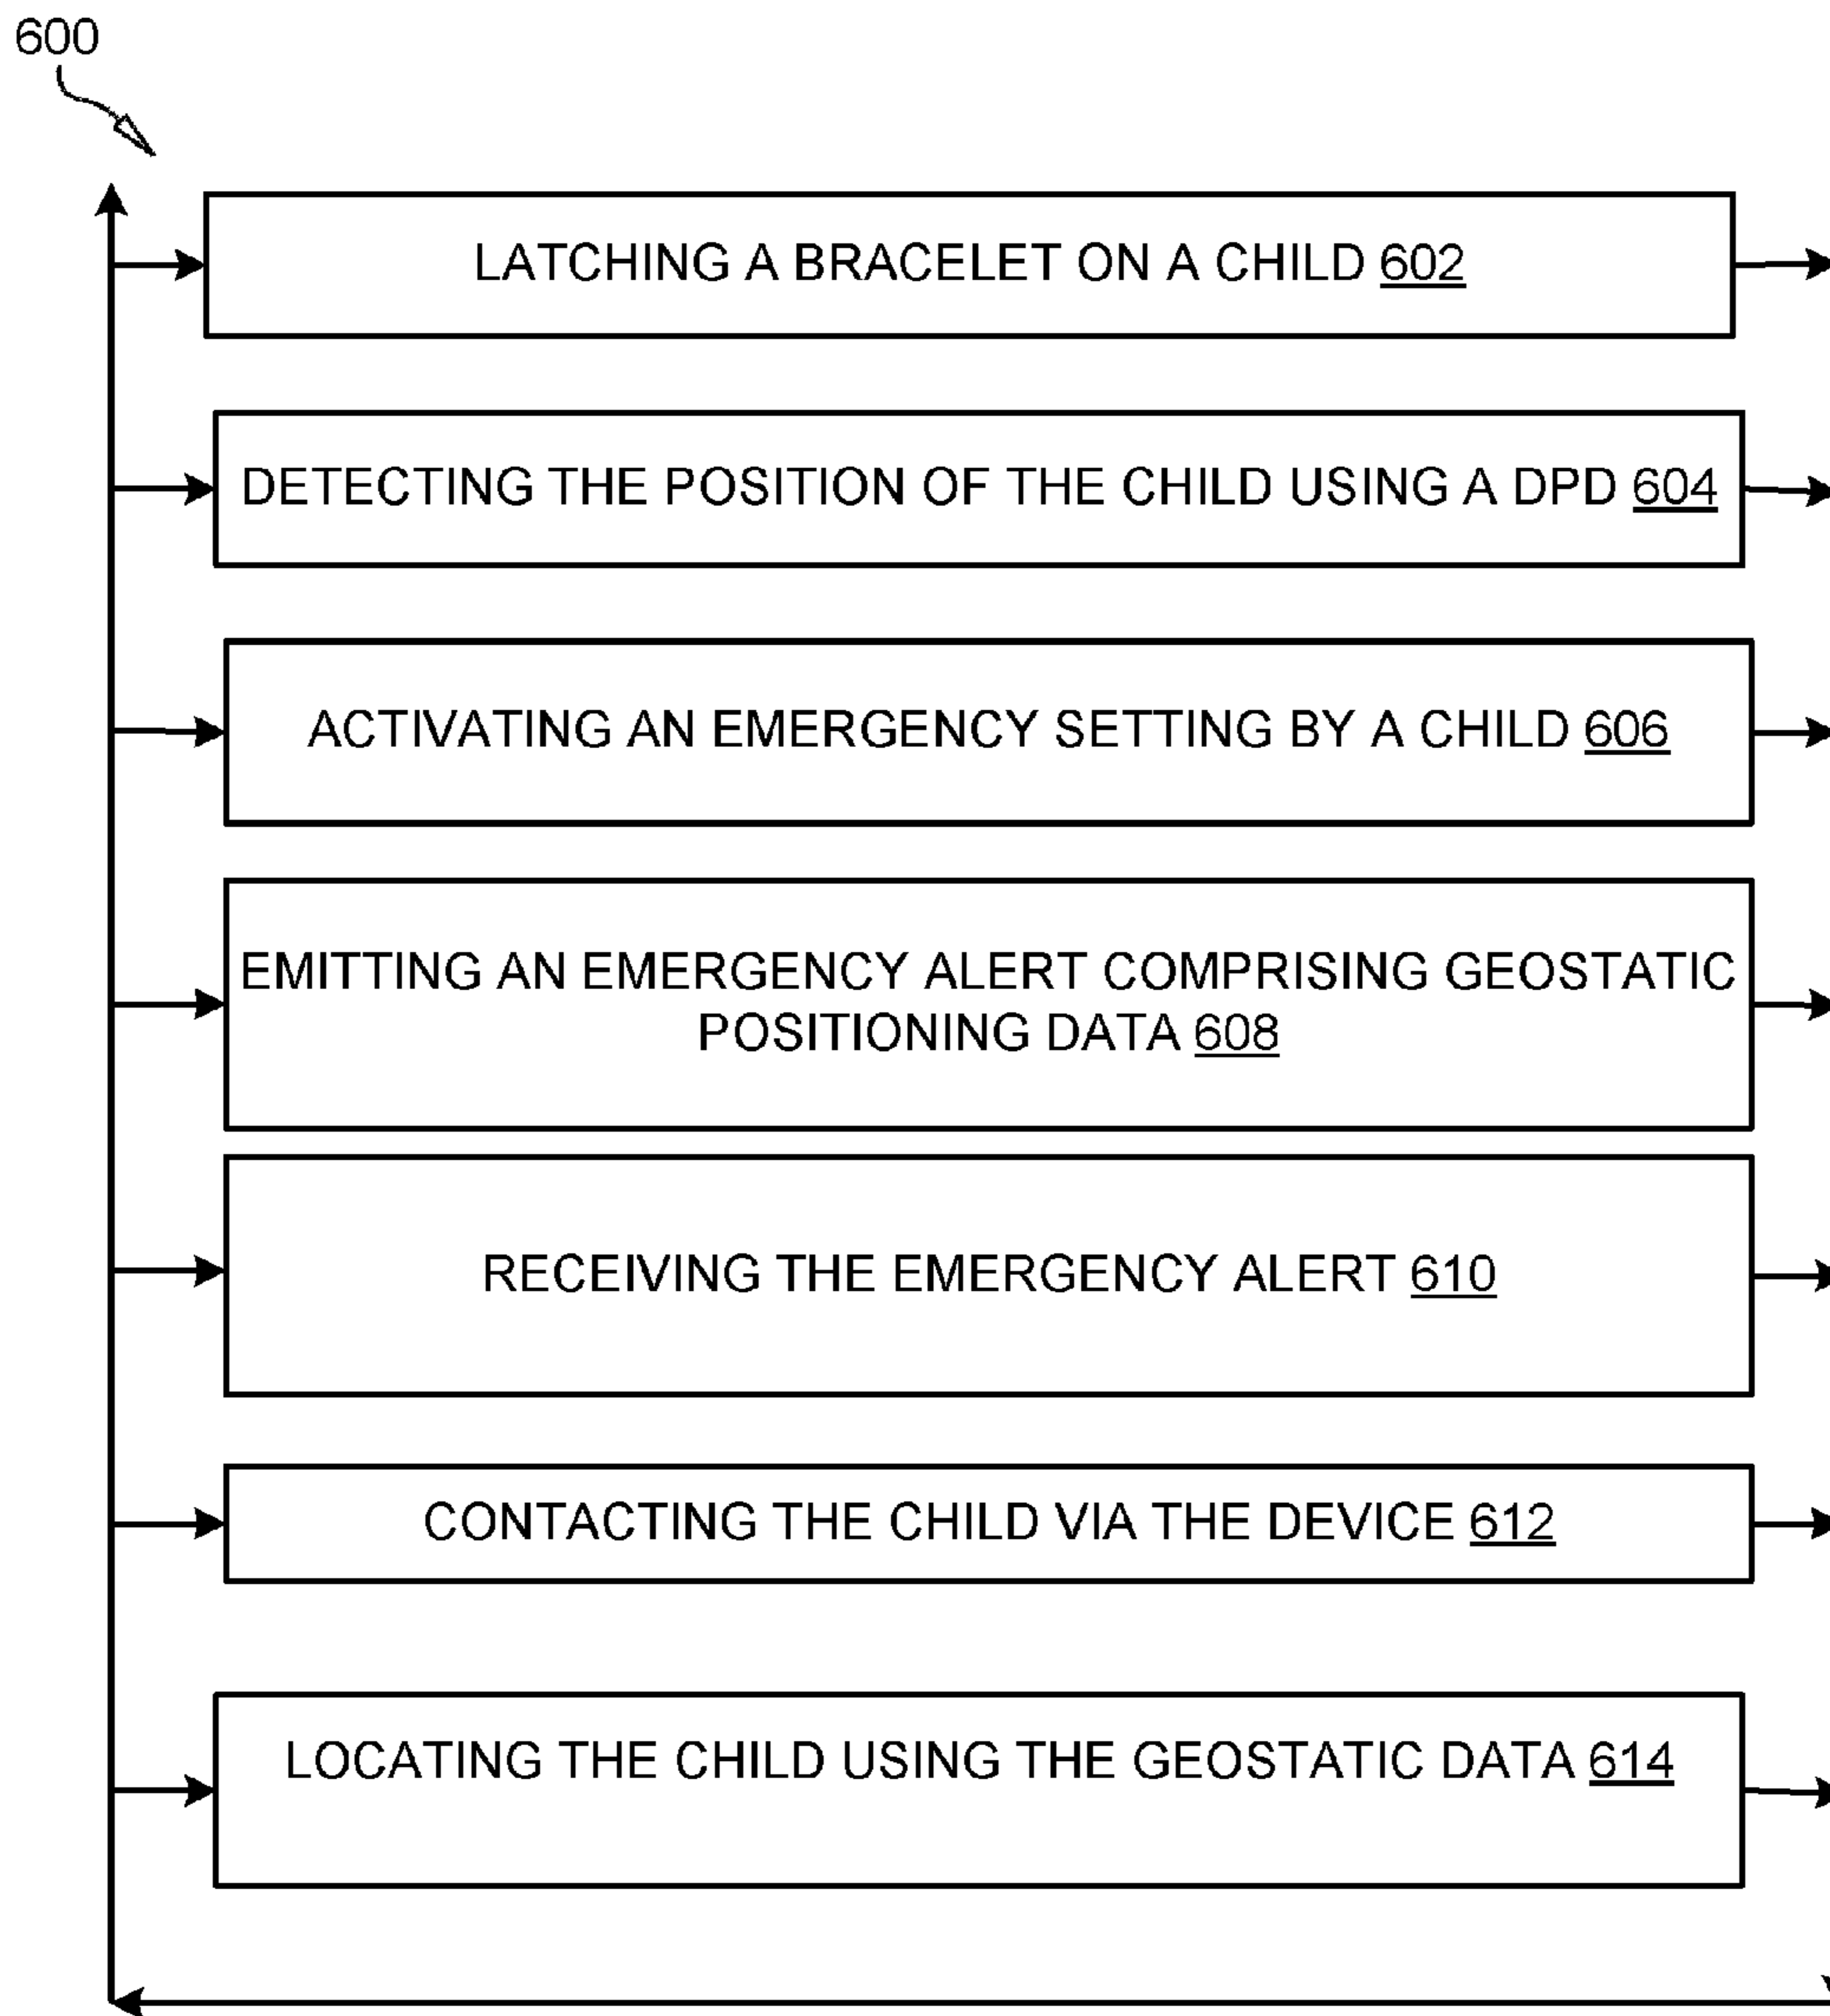 600
LATCHING A BRACELET ON A CHILD 602
DETECTING THE POSITION OF THE CHILD USING A DPD 604
ACTIVATING AN EMERGENCY SETTING BY A CHILD 606
EMITTING AN EMERGENCY ALERT COMPRISING GEOSTATIC
POSITIONING DATA 608
RECEIVING THE EMERGENCY ALERT 610
CONTACTING THE CHILD VIA THE DEVICE 612
LOCATING THE CHILD USING THE GEOSTATIC DATA 614